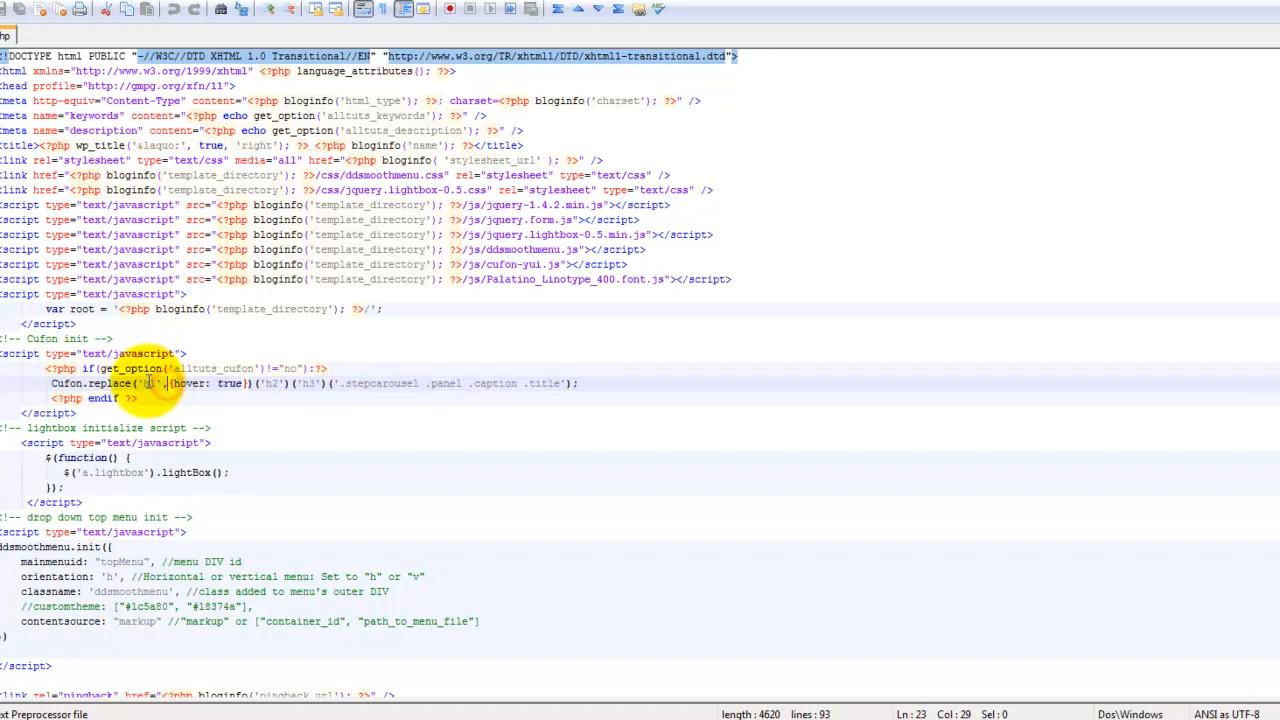 hp
!DOCTYPE html PUBLIC "-//W3C//DTD XHTML 1.0 Transitional//EN" "http://www.w3.org/TR/xhtml1/DTD/xhtml1-transitional.dtd">
<html xmlns="http://www.w3.org/1999/xhtml" <?php language_attributes(); ?>>
<head profile="http://gmpg.org/xfn/11">
<meta http-equiv="Content-Type" content="<?php bloginfo('html_type'); ?>; charset=<?php bloginfo('charset'); ?>" />
<meta name="keywords" content="<?php echo get_option('alltuts_keywords'); ?>" />
<meta name="description" content="<?php echo get_option('alltuts_description'); ?>" />
<title><?php wp_title('&laquo;', true, 'right'); ?> <?php bloginfo('name'); ?></title>
<link rel="stylesheet" type="text/css" media="all" href="<?php bloginfo( 'stylesheet_url' ); ?>" />
<link href="<?php bloginfo('template_directory'); ?>/css/ddsmoothmenu.css" rel="stylesheet" type="text/css" />
<link href="<?php bloginfo('template_directory'); ?>/css/jquery.lightbox-0.5.css" rel="stylesheet" type="text/css" />
<script type="text/javascript" src="<?php bloginfo('template_directory'); ?>/js/jquery-1.4.2.min.js"></script>
<script type="text/javascript" src="<?php bloginfo('template_directory'); ?>/js/jquery.form.js"></script>
<script type="text/javascript" src="<?php bloginfo('template_directory'); ?>/js/jquery.lightbox-0.5.min.js"></script>
<script type="text/javascript" src="<?php bloginfo('template_directory'); ?>/js/ddsmoothmenu.js"></script>
<script type="text/javascript" src="<?php bloginfo('template_directory'); ?>/js/cufon-yui.js"></script>
<script type="text/javascript" src="<?php bloginfo('template_directory'); ?>/js/Palatino_Linotype_400.font.js"></script>
<script type="text/javascript">
var root = '<?php bloginfo('template_directory'); ?>/';
</script>
<!-- Cufon init -->
<script type="text/javascript">
<?php if(get_option('alltuts_cufon')!="no"):?>
Cufon.replace('h1',{hover: true})('h2')('h3')('.stepcarousel .panel .caption .title');
<?php endif ?>
</script>
<!-- lightbox initialize script -->
<script type="text/javascript">
$(function() {
$('a.lightbox').lightBox();
});
</script>
<!-- drop down top menu init -->
<script type="text/javascript">
ddsmoothmenu.init({
mainmenuid: "topMenu", //menu DIV id
orientation: 'h', //Horizontal or vertical menu: Set to "h" or "v"
classname: 'ddsmoothmenu', //class added to menu's outer DIV
//customtheme: ["#1c5a80", "#18374a"],
contentsource: "markup" //"markup" or ["container_id", "path_to_menu_file"]
})
</script>
<link rel="pingback" href="<?php bloginfo('pingback_url'); ?>" />
xt Preprocessor file length : 4620 lines : 93 Ln : 23 Col : 29 Sel : 0 Dos\Windows ANSI as UTF-8